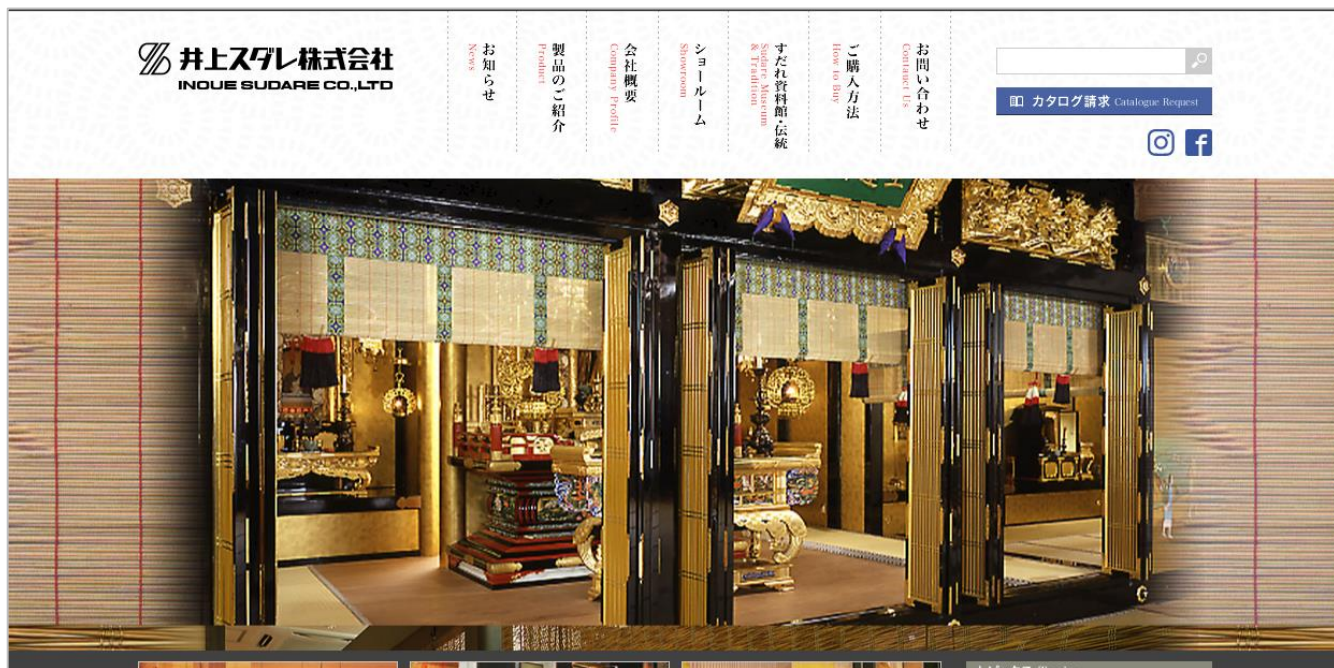 井上スダレ株式会社
INOUE SUDARE CO.,LTD
お知らせ
News
製品のご紹介
Product
会社概要
Company Profile
ショールーム
Showroom
すだれ資料館・伝統
Sudare Museum
& Tradition
ご購入方法
How to Buy
お問い合わせ
Contauct Us
カタログ請求 Catalogue Request